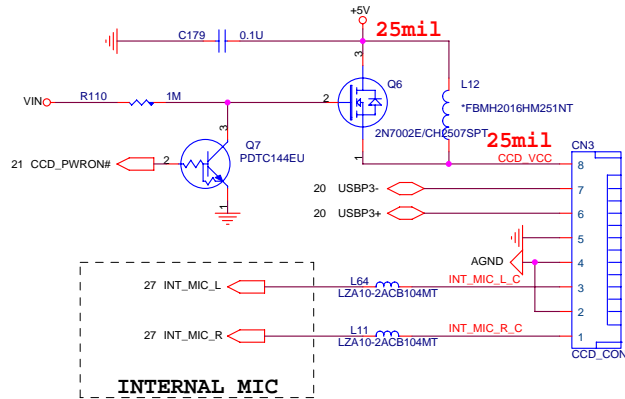 +5V
C179 0.1U 25mil
3
Q6
L12
*FBMH2016HM251NT
VIN R110 1M 2
2N7002E/CH2507SPT
3
Q7
PDTC144EU
1
25mil
CN3
21 CCD_PWRON# 2
CCD_VCC 8
1
20 USBP3- 7
20 USBP3+ 6
5
AGND 4
27 INT_MIC_L L64 INT_MIC_L_C 3
LZA10-2ACB104MT
2
27 INT_MIC_R L11 INT_MIC_R_C 1
LZA10-2ACB104MT
CCD_CON
INTERNAL MIC